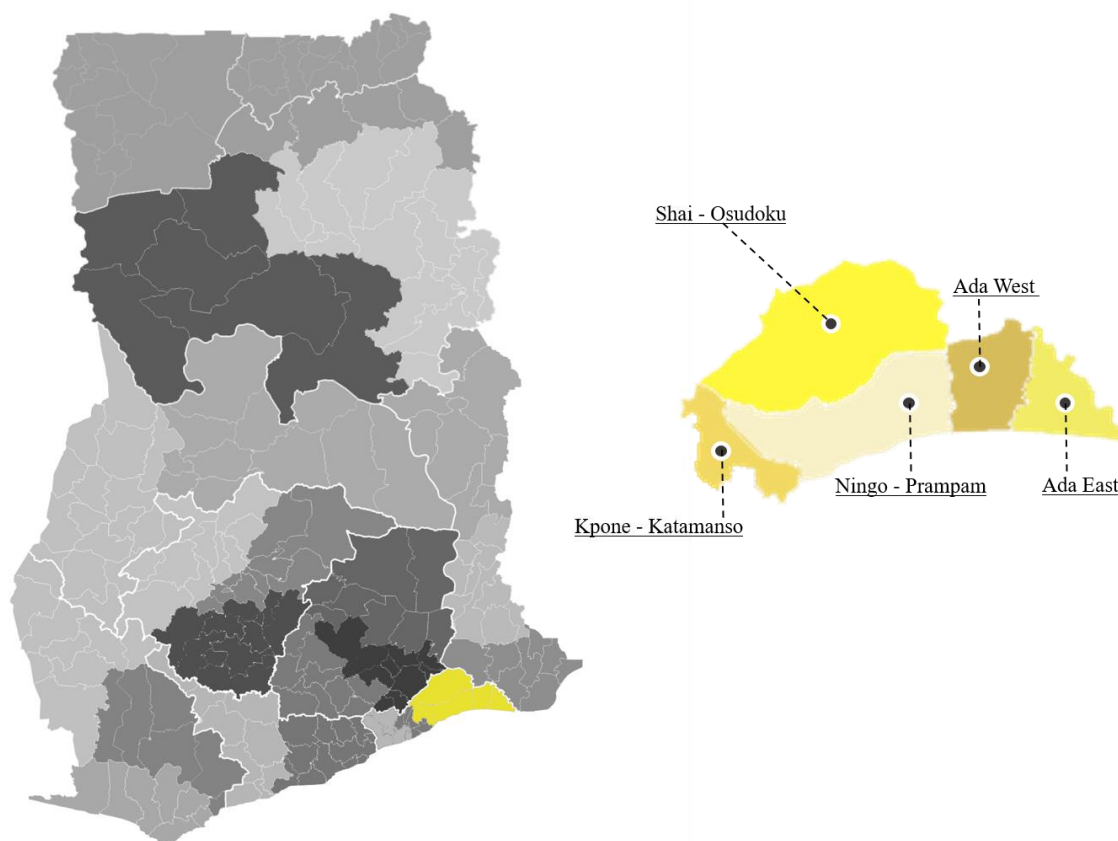 Shai - Osudoku
Ada West
Ningo - Prampam
Ada East
Kpone - Katamanso